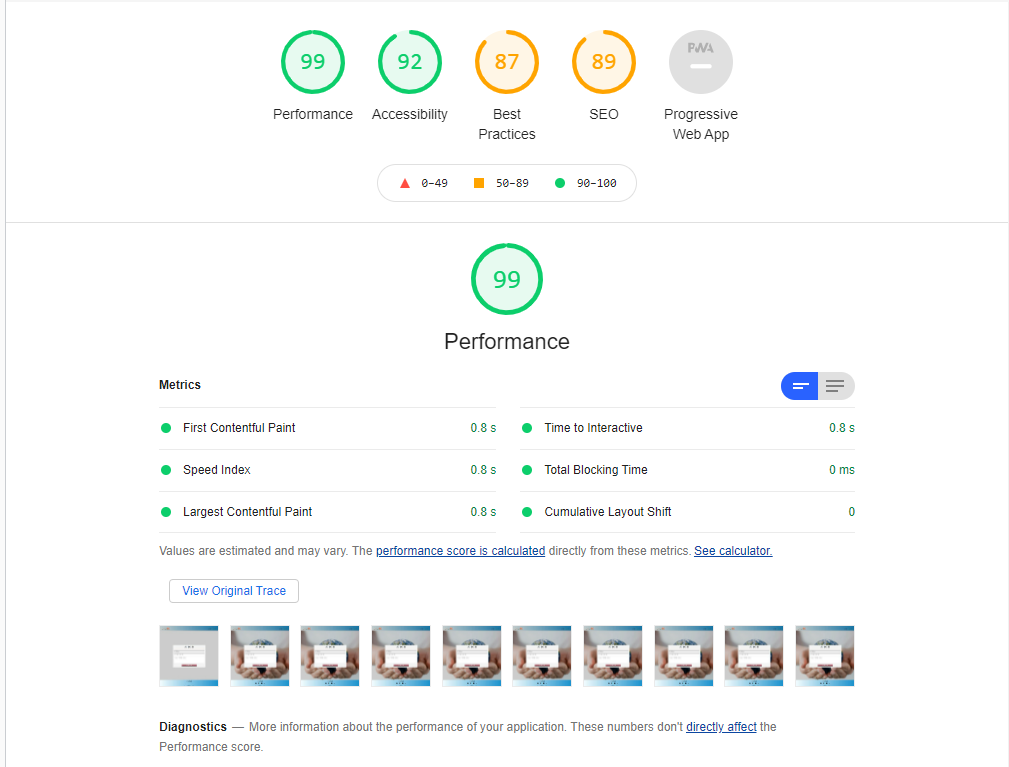 99 92 87 89 PWA
Performance Accessibility Best Practices SEO Progressive Web App
0–49 50–89 90–100
99
Performance
Metrics
First Contentful Paint 0.8 s
Time to Interactive 0.8 s
Speed Index 0.8 s
Total Blocking Time 0 ms
Largest Contentful Paint 0.8 s
Cumulative Layout Shift 0
Values are estimated and may vary. The performance score is calculated directly from these metrics. See calculator.
View Original Trace
Diagnostics — More information about the performance of your application. These numbers don't directly affect the
Performance score.